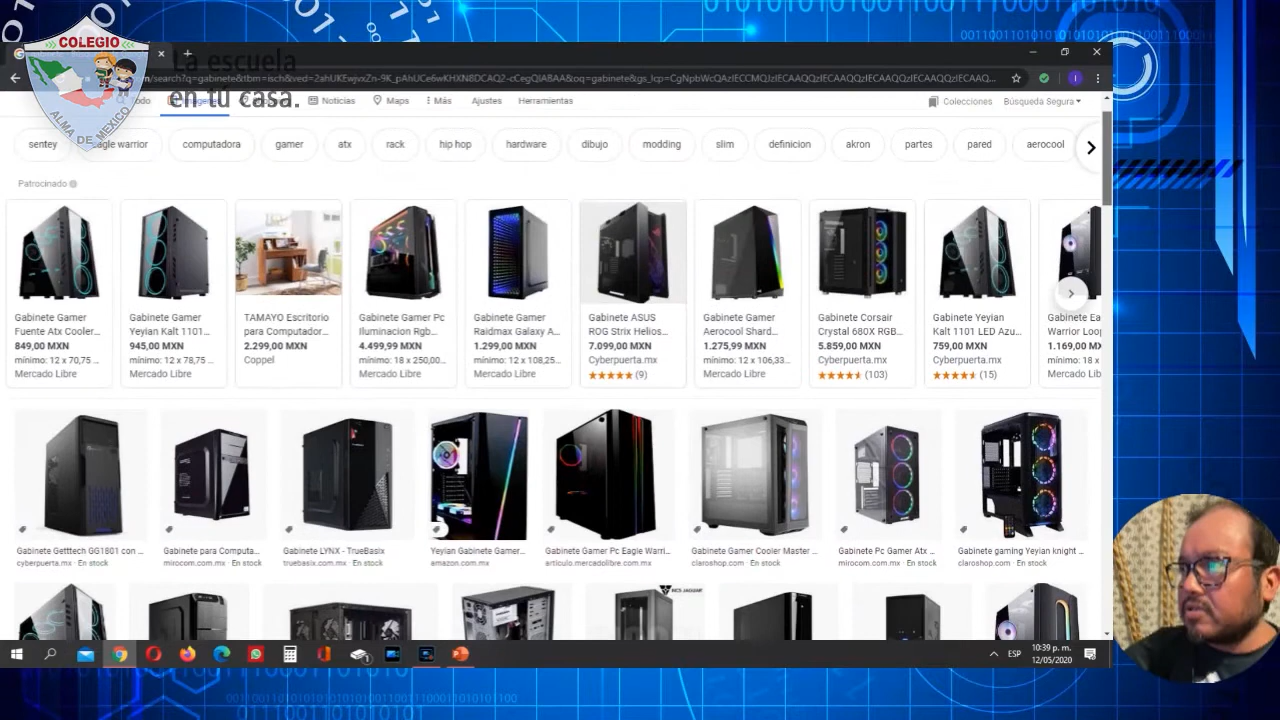 COLEGIO
ALMA DE MEXICO
La escuela
en tú casa.
Noticias
Maps
Más
Ajustes
Herramientas
Colecciones
Búsqueda Segura
sentey
computadora
gamer
atx
rack
hip hop
hardware
dibujo
modding
slim
definicion
akron
partes
pared
aerocool
Patrocinado
Gabinete Gamer
Fuente Atx Cooler...
849,00 MXN
mínimo: 12 x 70,75 ...
Mercado Libre
Gabinete Gamer
Yeyian Kalt 1101...
945,00 MXN
mínimo: 12 x 78,75 ...
Mercado Libre
TAMAYO Escritorio
para Computador...
2.299,00 MXN
Coppel
Gabinete Gamer Pc
Iluminacion Rgb...
4.499,99 MXN
mínimo: 18 x 250,00...
Mercado Libre
Gabinete Gamer
Raidmax Galaxy A...
1.299,00 MXN
mínimo: 12 x 108,25...
Mercado Libre
Gabinete ASUS
ROG Strix Helios...
7.099,00 MXN
Cyberpuerta.mx
(9)
Gabinete Gamer
Aerocool Shard...
1.275,99 MXN
mínimo: 12 x 106,33...
Mercado Libre
Gabinete Corsair
Crystal 680X RGB...
5.859,00 MXN
Cyberpuerta.mx
(103)
Gabinete Yeyian
Kalt 1101 LED Azu...
759,00 MXN
Cyberpuerta.mx
(15)
Gabinete Ea
Warrior Loop
1.169,00 MX
mínimo: 18 x
Mercado Lib
Gabinete Getttech GG1801 con ...
cyberpuerta.mx · En stock
Gabinete para Computa...
mirocom.com.mx · En stock
Gabinete LYNX - TrueBasix
truebasix.com.mx · En stock
Yeyian Gabinete Gamer...
amazon.com.mx
Gabinete Gamer Pc Eagle Warri...
articulo.mercadolibre.com.mx
Gabinete Gamer Cooler Master ...
claroshop.com · En stock
Gabinete Pc Gamer Atx ...
mirocom.com.mx · En stock
Gabinete gaming Yeyian knight ...
claroshop.com · En stock
ESP
10:39 p. m.
12/05/2020